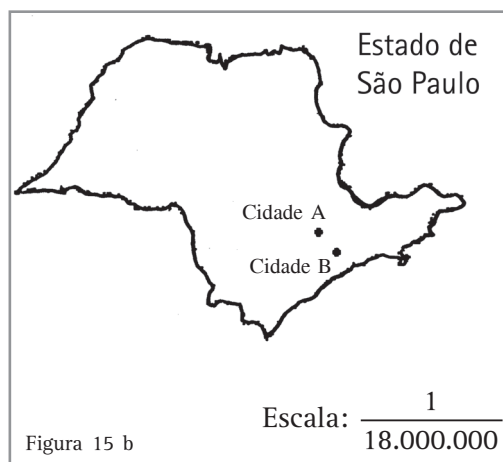 Estado de
São Paulo
Cidade A
Cidade B
Escala: 1
18.000.000
Figura 15 b